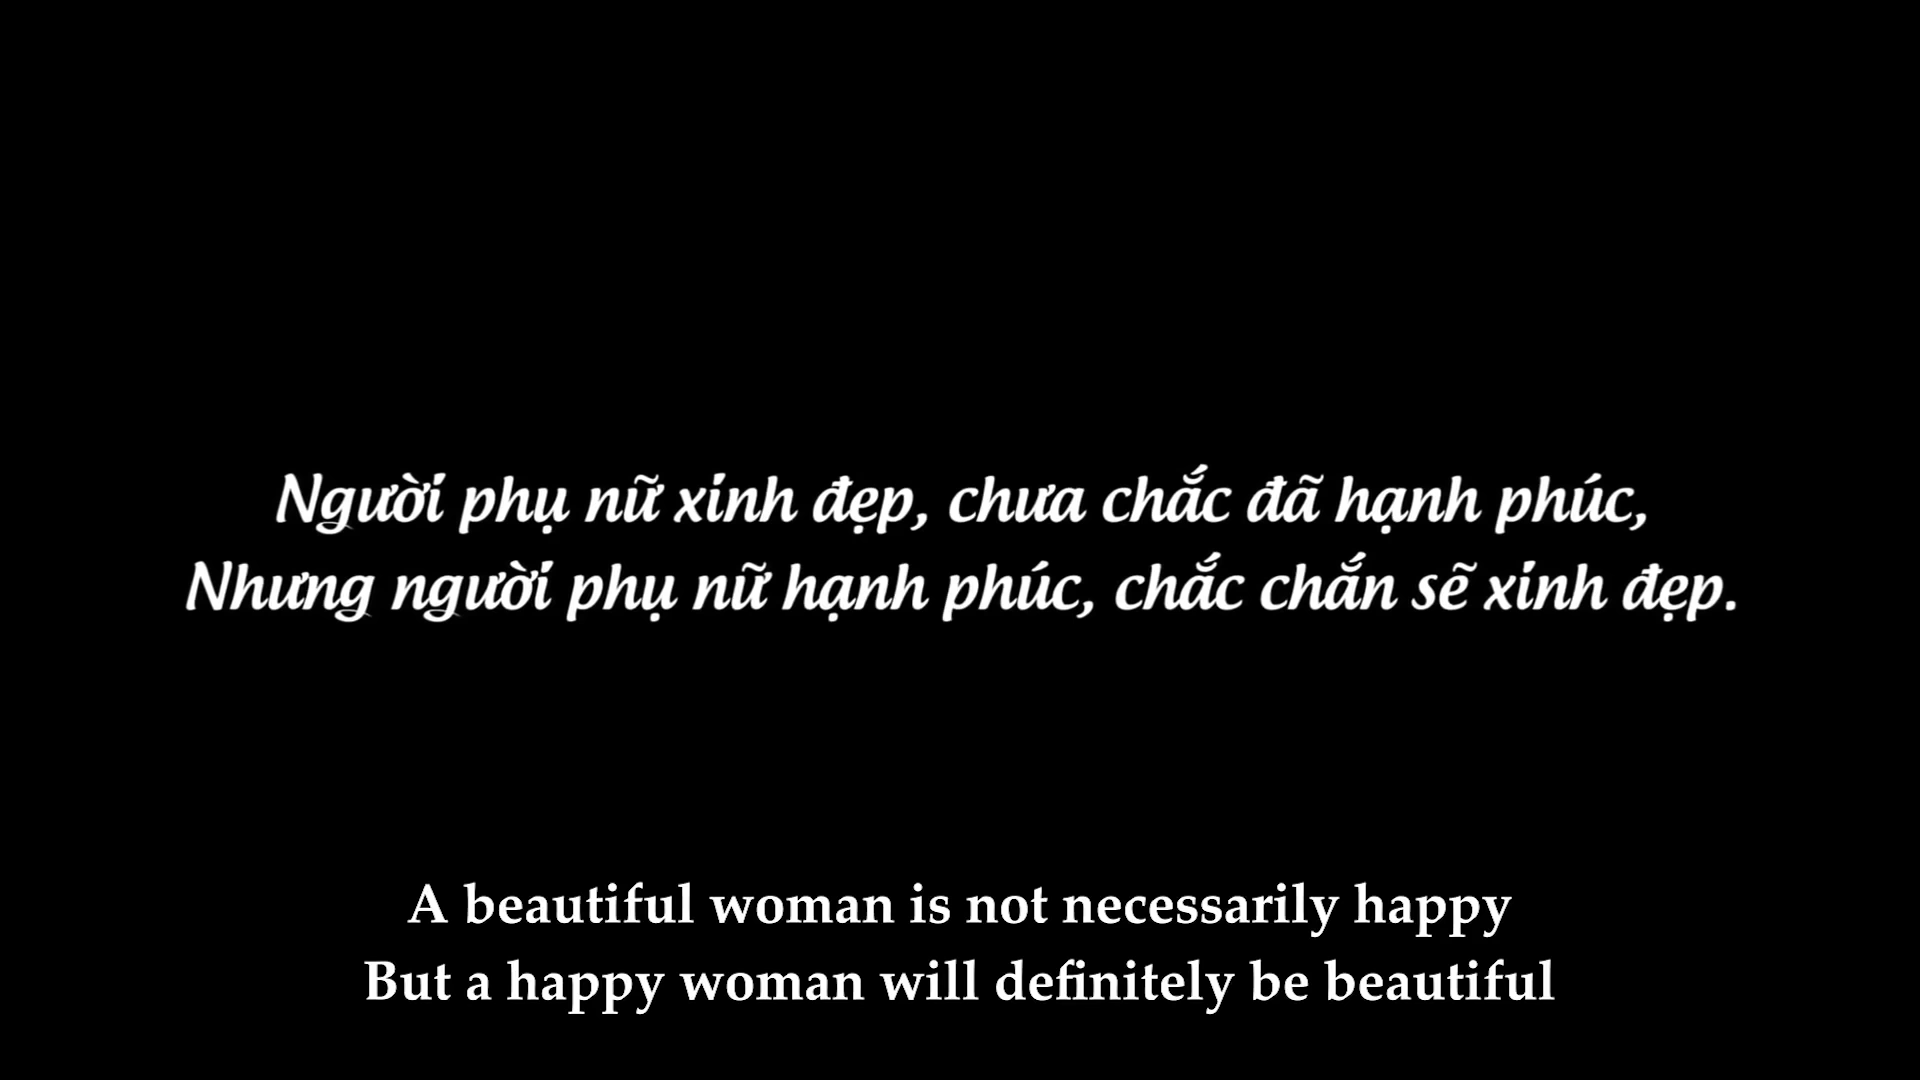 Người phụ nữ xinh đẹp, chưa chắc đã hạnh phúc,
Nhưng người phụ nữ hạnh phúc, chắc chắn sẽ xinh đẹp.
A beautiful woman is not necessarily happy
But a happy woman will definitely be beautiful